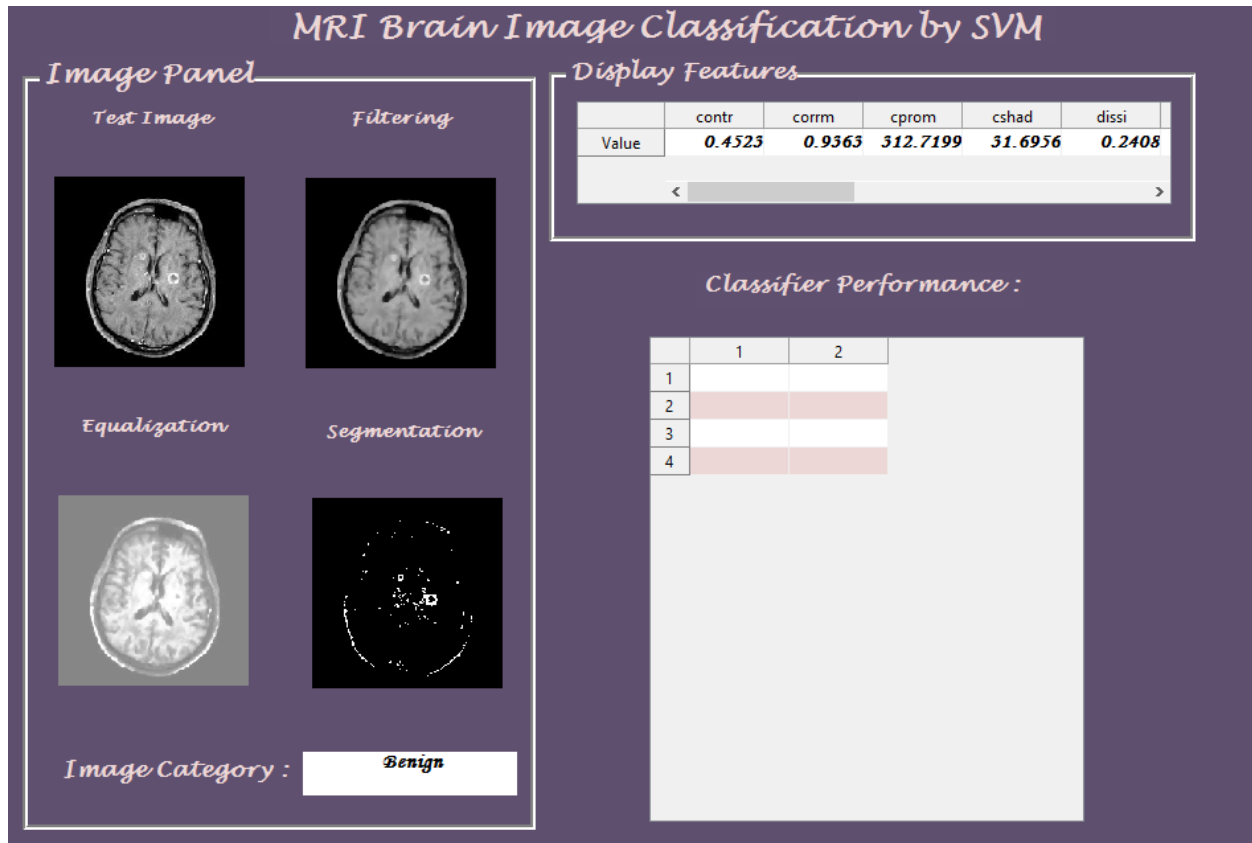 MRI Brain Image Classification by SVM
Image Panel
Test Image
Filtering
Equalization
Segmentation
Image Category :
Benign
Display Features
contr corrm cprom cshad dissi
Value 0.4523 0.9363 312.7199 31.6956 0.2408
Classifier Performance :
1 2
1
2
3
4